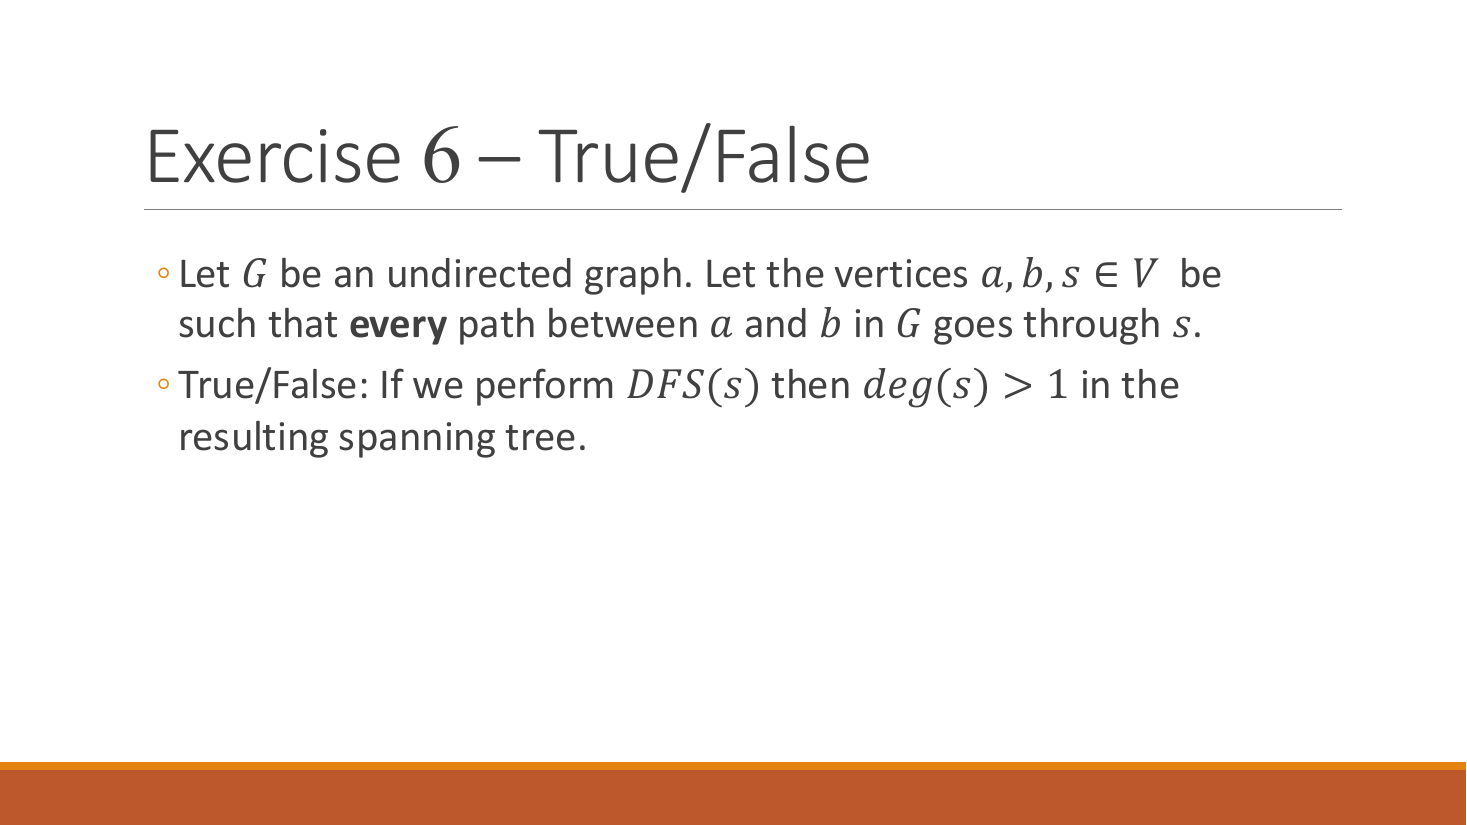 Exercise 6 – True/False
◦ Let 𝐺 be an undirected graph. Let the vertices 𝑎, 𝑏, 𝑠 ∈ 𝑉 be
such that every path between 𝑎 and 𝑏 in 𝐺 goes through 𝑠.
◦ True/False: If we perform 𝐷𝐹𝑆(𝑠) then 𝑑𝑒𝑔(𝑠) > 1 in the
resulting spanning tree.